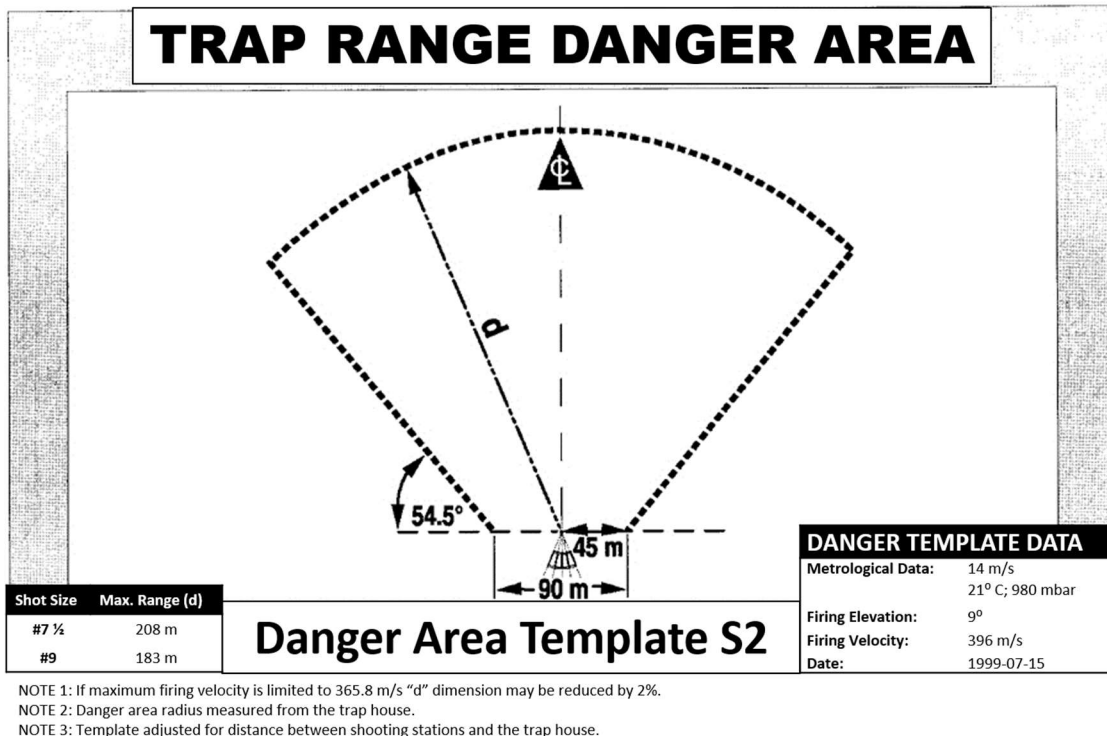 TRAP RANGE DANGER AREA
℄
d
54.5°
45 m
90 m
Shot Size Max. Range (d)
#7 ½ 208 m
#9 183 m
Danger Area Template S2
DANGER TEMPLATE DATA
Metrological Data: 14 m/s
21⁰ C; 980 mbar
Firing Elevation: 9⁰
Firing Velocity: 396 m/s
Date: 1999-07-15
NOTE 1: If maximum firing velocity is limited to 365.8 m/s “d” dimension may be reduced by 2%.
NOTE 2: Danger area radius measured from the trap house.
NOTE 3: Template adjusted for distance between shooting stations and the trap house.